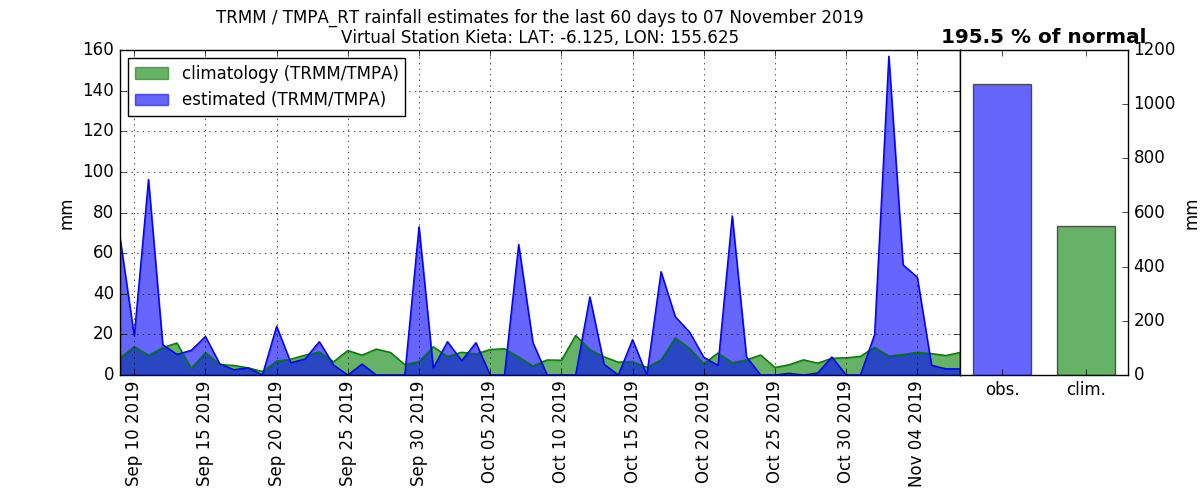 TRMM / TMPA_RT rainfall estimates for the last 60 days to 07 November 2019
Virtual Station Kieta: LAT: -6.125, LON: 155.625
195.5 % of normal
climatology (TRMM/TMPA)
estimated (TRMM/TMPA)
160
140
120
100
80
60
40
20
0
mm
Sep 10 2019
Sep 15 2019
Sep 20 2019
Sep 25 2019
Sep 30 2019
Oct 05 2019
Oct 10 2019
Oct 15 2019
Oct 20 2019
Oct 25 2019
Oct 30 2019
Nov 04 2019
1200
1000
800
600
400
200
0
mm
obs.
clim.